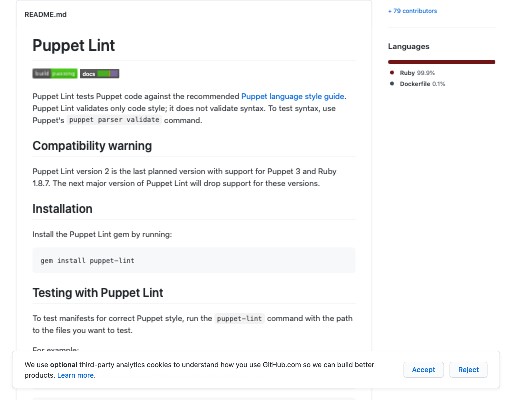 README.md
+ 79 contributors
Puppet Lint
build passing docs
Puppet Lint tests Puppet code against the recommended Puppet language style guide.
Puppet Lint validates only code style; it does not validate syntax. To test syntax, use
Puppet's puppet parser validate command.
Compatibility warning
Puppet Lint version 2 is the last planned version with support for Puppet 3 and Ruby
1.8.7. The next major version of Puppet Lint will drop support for these versions.
Installation
Install the Puppet Lint gem by running:
gem install puppet-lint
Testing with Puppet Lint
To test manifests for correct Puppet style, run the puppet-lint command with the path
to the files you want to test.
For example:
Languages
Ruby 99.9%
Dockerfile 0.1%
We use optional third-party analytics cookies to understand how you use GitHub.com so we can build better
products. Learn more.
Accept
Reject